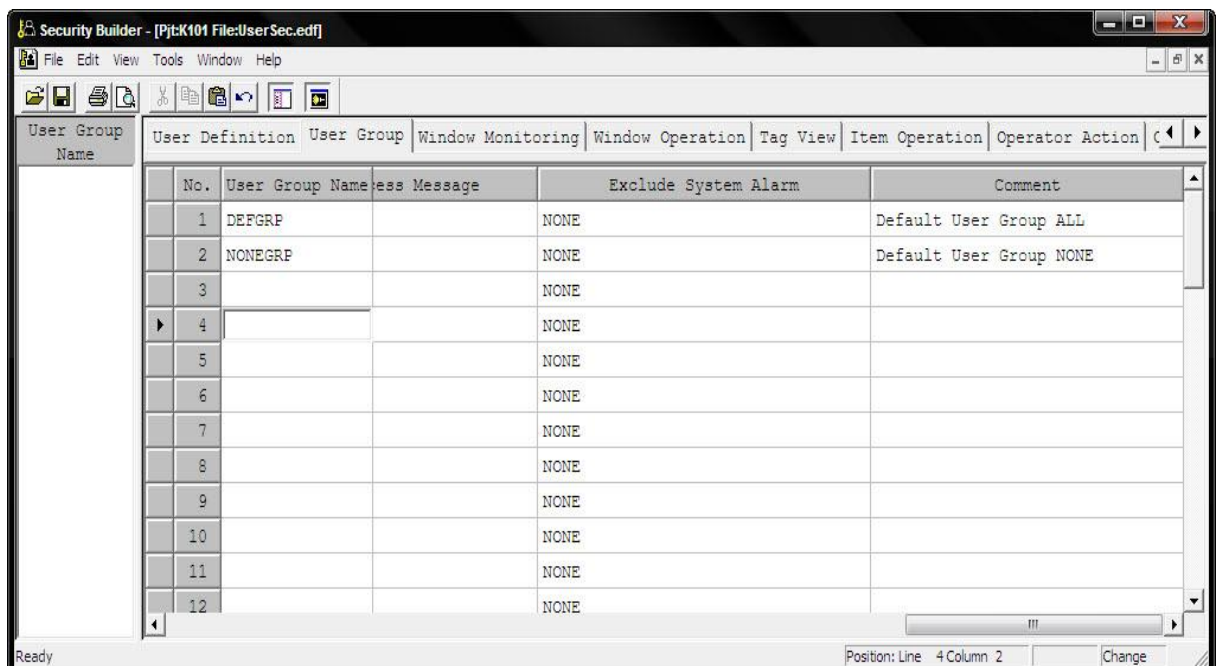 Security Builder - [Pjt:K101 File:UserSec.edf]
File Edit View Tools Window Help
User Group Name
User Definition User Group Window Monitoring Window Operation Tag View Item Operation Operator Action
No. User Group Name cess Message Exclude System Alarm Comment
1 DEFGRP NONE Default User Group ALL
2 NONEGRP NONE Default User Group NONE
3 NONE
4 NONE
5 NONE
6 NONE
7 NONE
8 NONE
9 NONE
10 NONE
11 NONE
12 NONE
Ready Position: Line 4 Column 2 Change